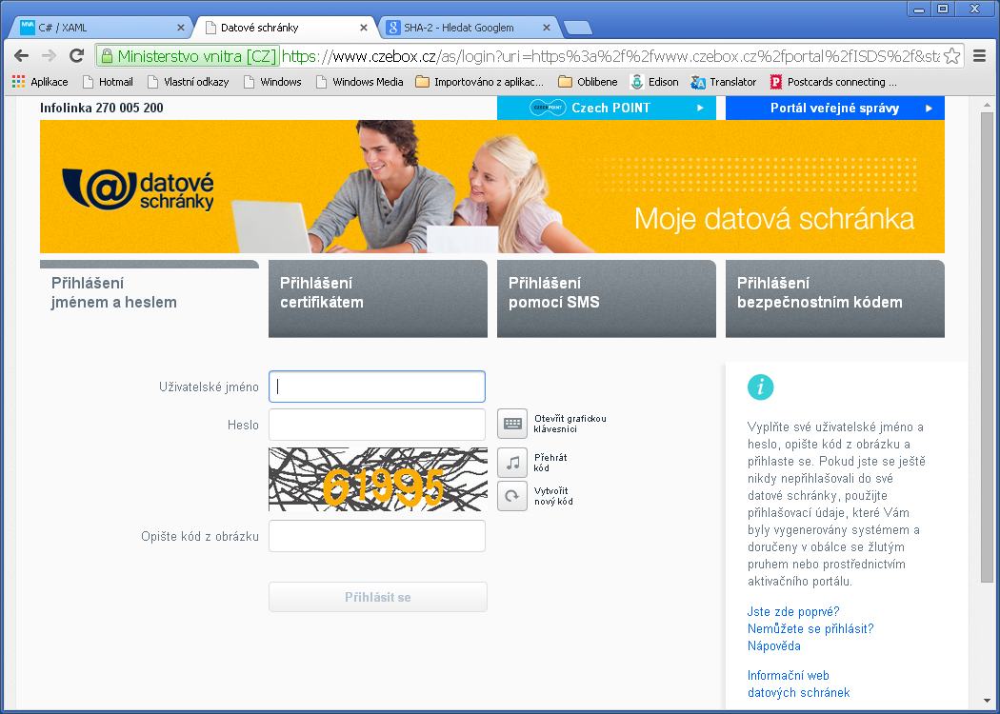 C# / XAML
Datové schránky
SHA-2 - Hledat Googlem
Ministerstvo vnitra [CZ] https://www.czebox.cz/as/login?uri=https%3a%2f%2fwww.czebox.cz%2fportal%2fISDS%2f&sta
Aplikace
Hotmail
Vlastní odkazy
Windows
Windows Media
Importováno z aplikac...
Oblibene
Edison
Translator
Postcards connecting ...
Infolinka 270 005 200
Czech POINT
Portál veřejné správy
datové
schránky
Moje datová schránka
Přihlášení
jménem a heslem
Přihlášení
certifikátem
Přihlášení
pomocí SMS
Přihlášení
bezpečnostním kódem
Uživatelské jméno
Heslo
Otevřít grafickou
klávesnici
61995
Přehrát
kód
Vytvořit
nový kód
Opište kód z obrázku
Přihlásit se
Vyplňte své uživatelské jméno a
heslo, opište kód z obrázku a
přihlaste se. Pokud jste se ještě
nikdy nepřihlašovali do své
datové schránky, použijte
přihlašovací údaje, které Vám
byly vygenerovány systémem a
doručeny v obálce se žlutým
pruhem nebo prostřednictvím
aktivačního portálu.
Jste zde poprvé?
Nemůžete se přihlásit?
Nápověda
Informační web
datových schránek